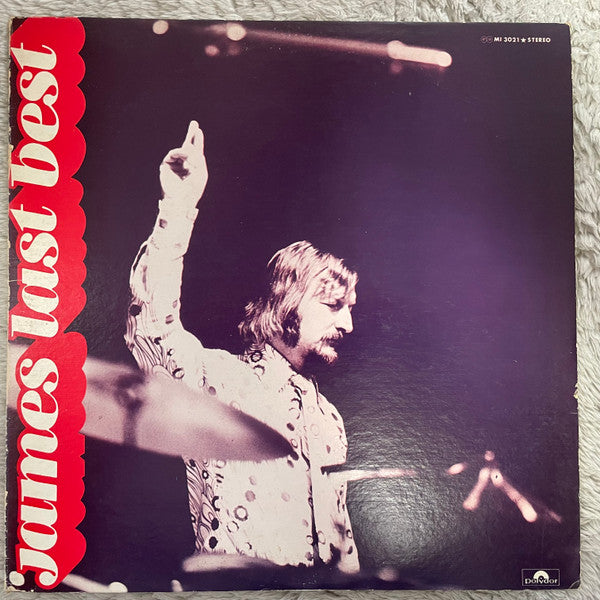 james last best
MI 3021★STEREO
polydor